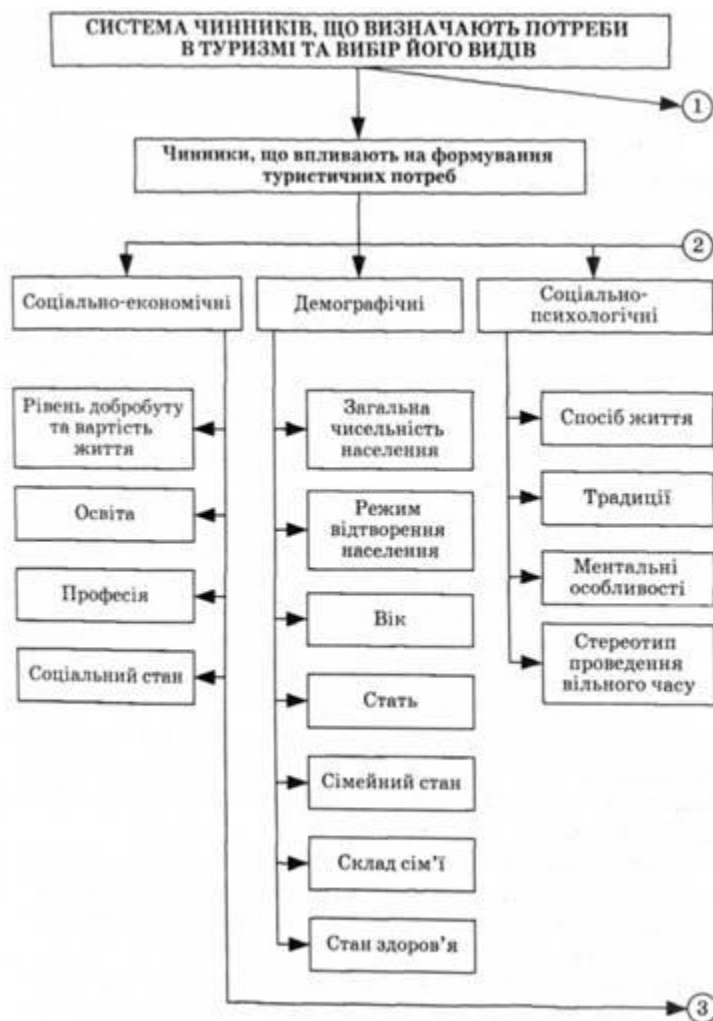 СИСТЕМА ЧИННИКІВ, ЩО ВИЗНАЧАЮТЬ ПОТРЕБИ
В ТУРИЗМІ ТА ВИБІР ЙОГО ВИДІВ
1
Чинники, що впливають на формування
туристичних потреб
2
Соціально-економічні
Рівень добробуту
та вартість
життя
Освіта
Професія
Соціальний стан
Демографічні
Загальна
чисельність
населення
Режим
відтворення
населення
Вік
Стать
Сімейний стан
Склад сім’ї
Стан здоров’я
Соціально-
психологічні
Спосіб життя
Традиції
Ментальні
особливості
Стереотип
проведення
вільного часу
3